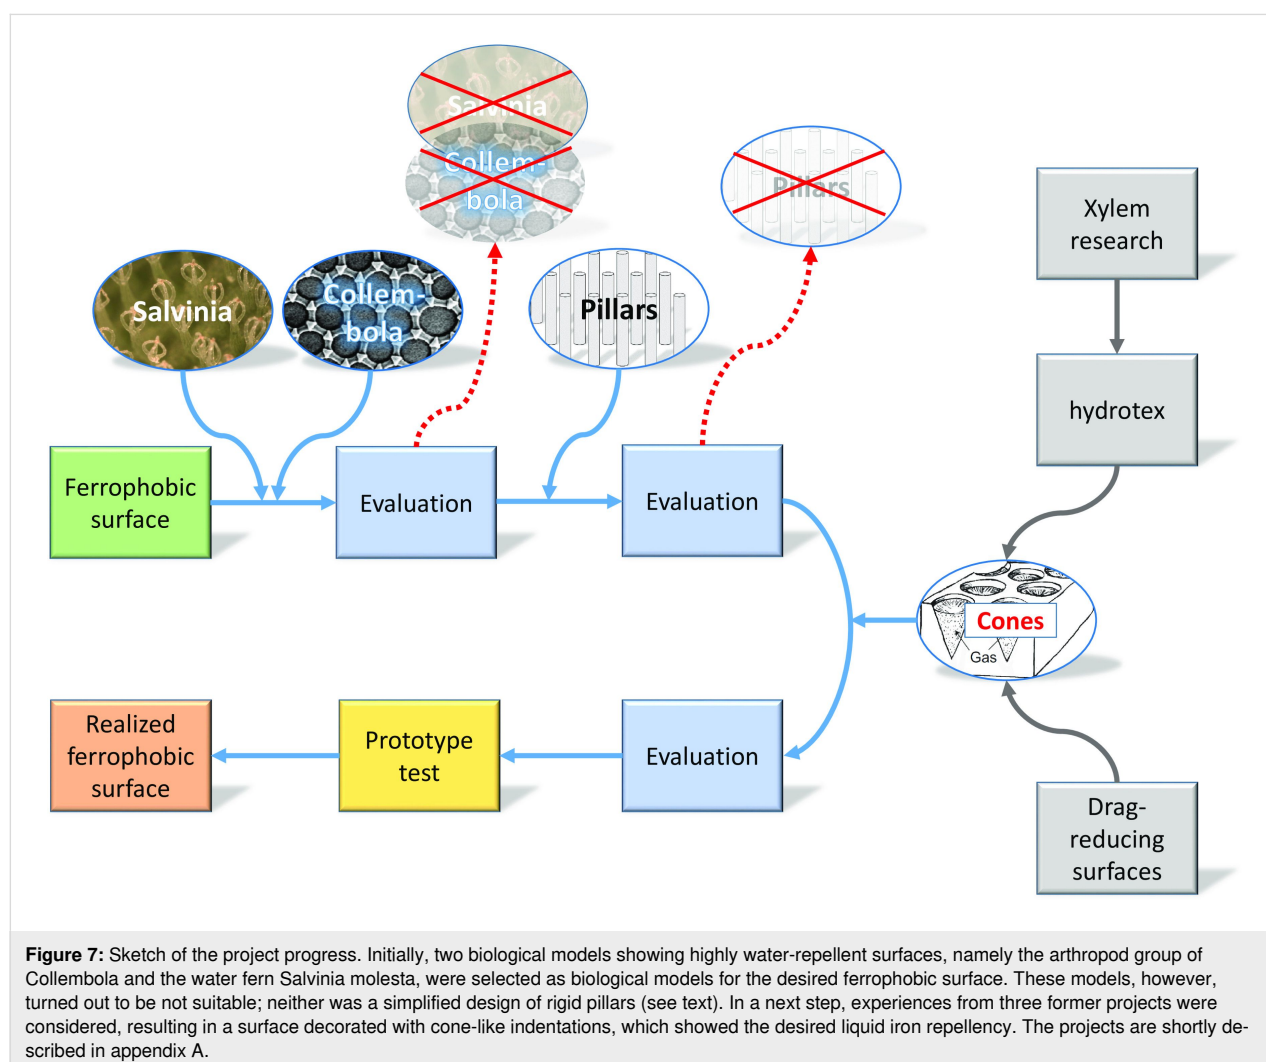 Salvinia
Collem-
bola
Pillars
Xylem
research
Salvinia
Collem-
bola
Pillars
hydrotex
Ferrophobic
surface
Evaluation
Evaluation
Cones
Gas
Realized
ferrophobic
surface
Prototype
test
Evaluation
Drag-
reducing
surfaces
Figure 7: Sketch of the project progress. Initially, two biological models showing highly water-repellent surfaces, namely the arthropod group of
Collembola and the water fern Salvinia molesta, were selected as biological models for the desired ferrophobic surface. These models, however,
turned out to be not suitable; neither was a simplified design of rigid pillars (see text). In a next step, experiences from three former projects were
considered, resulting in a surface decorated with cone-like indentations, which showed the desired liquid iron repellency. The projects are shortly de-
scribed in appendix A.